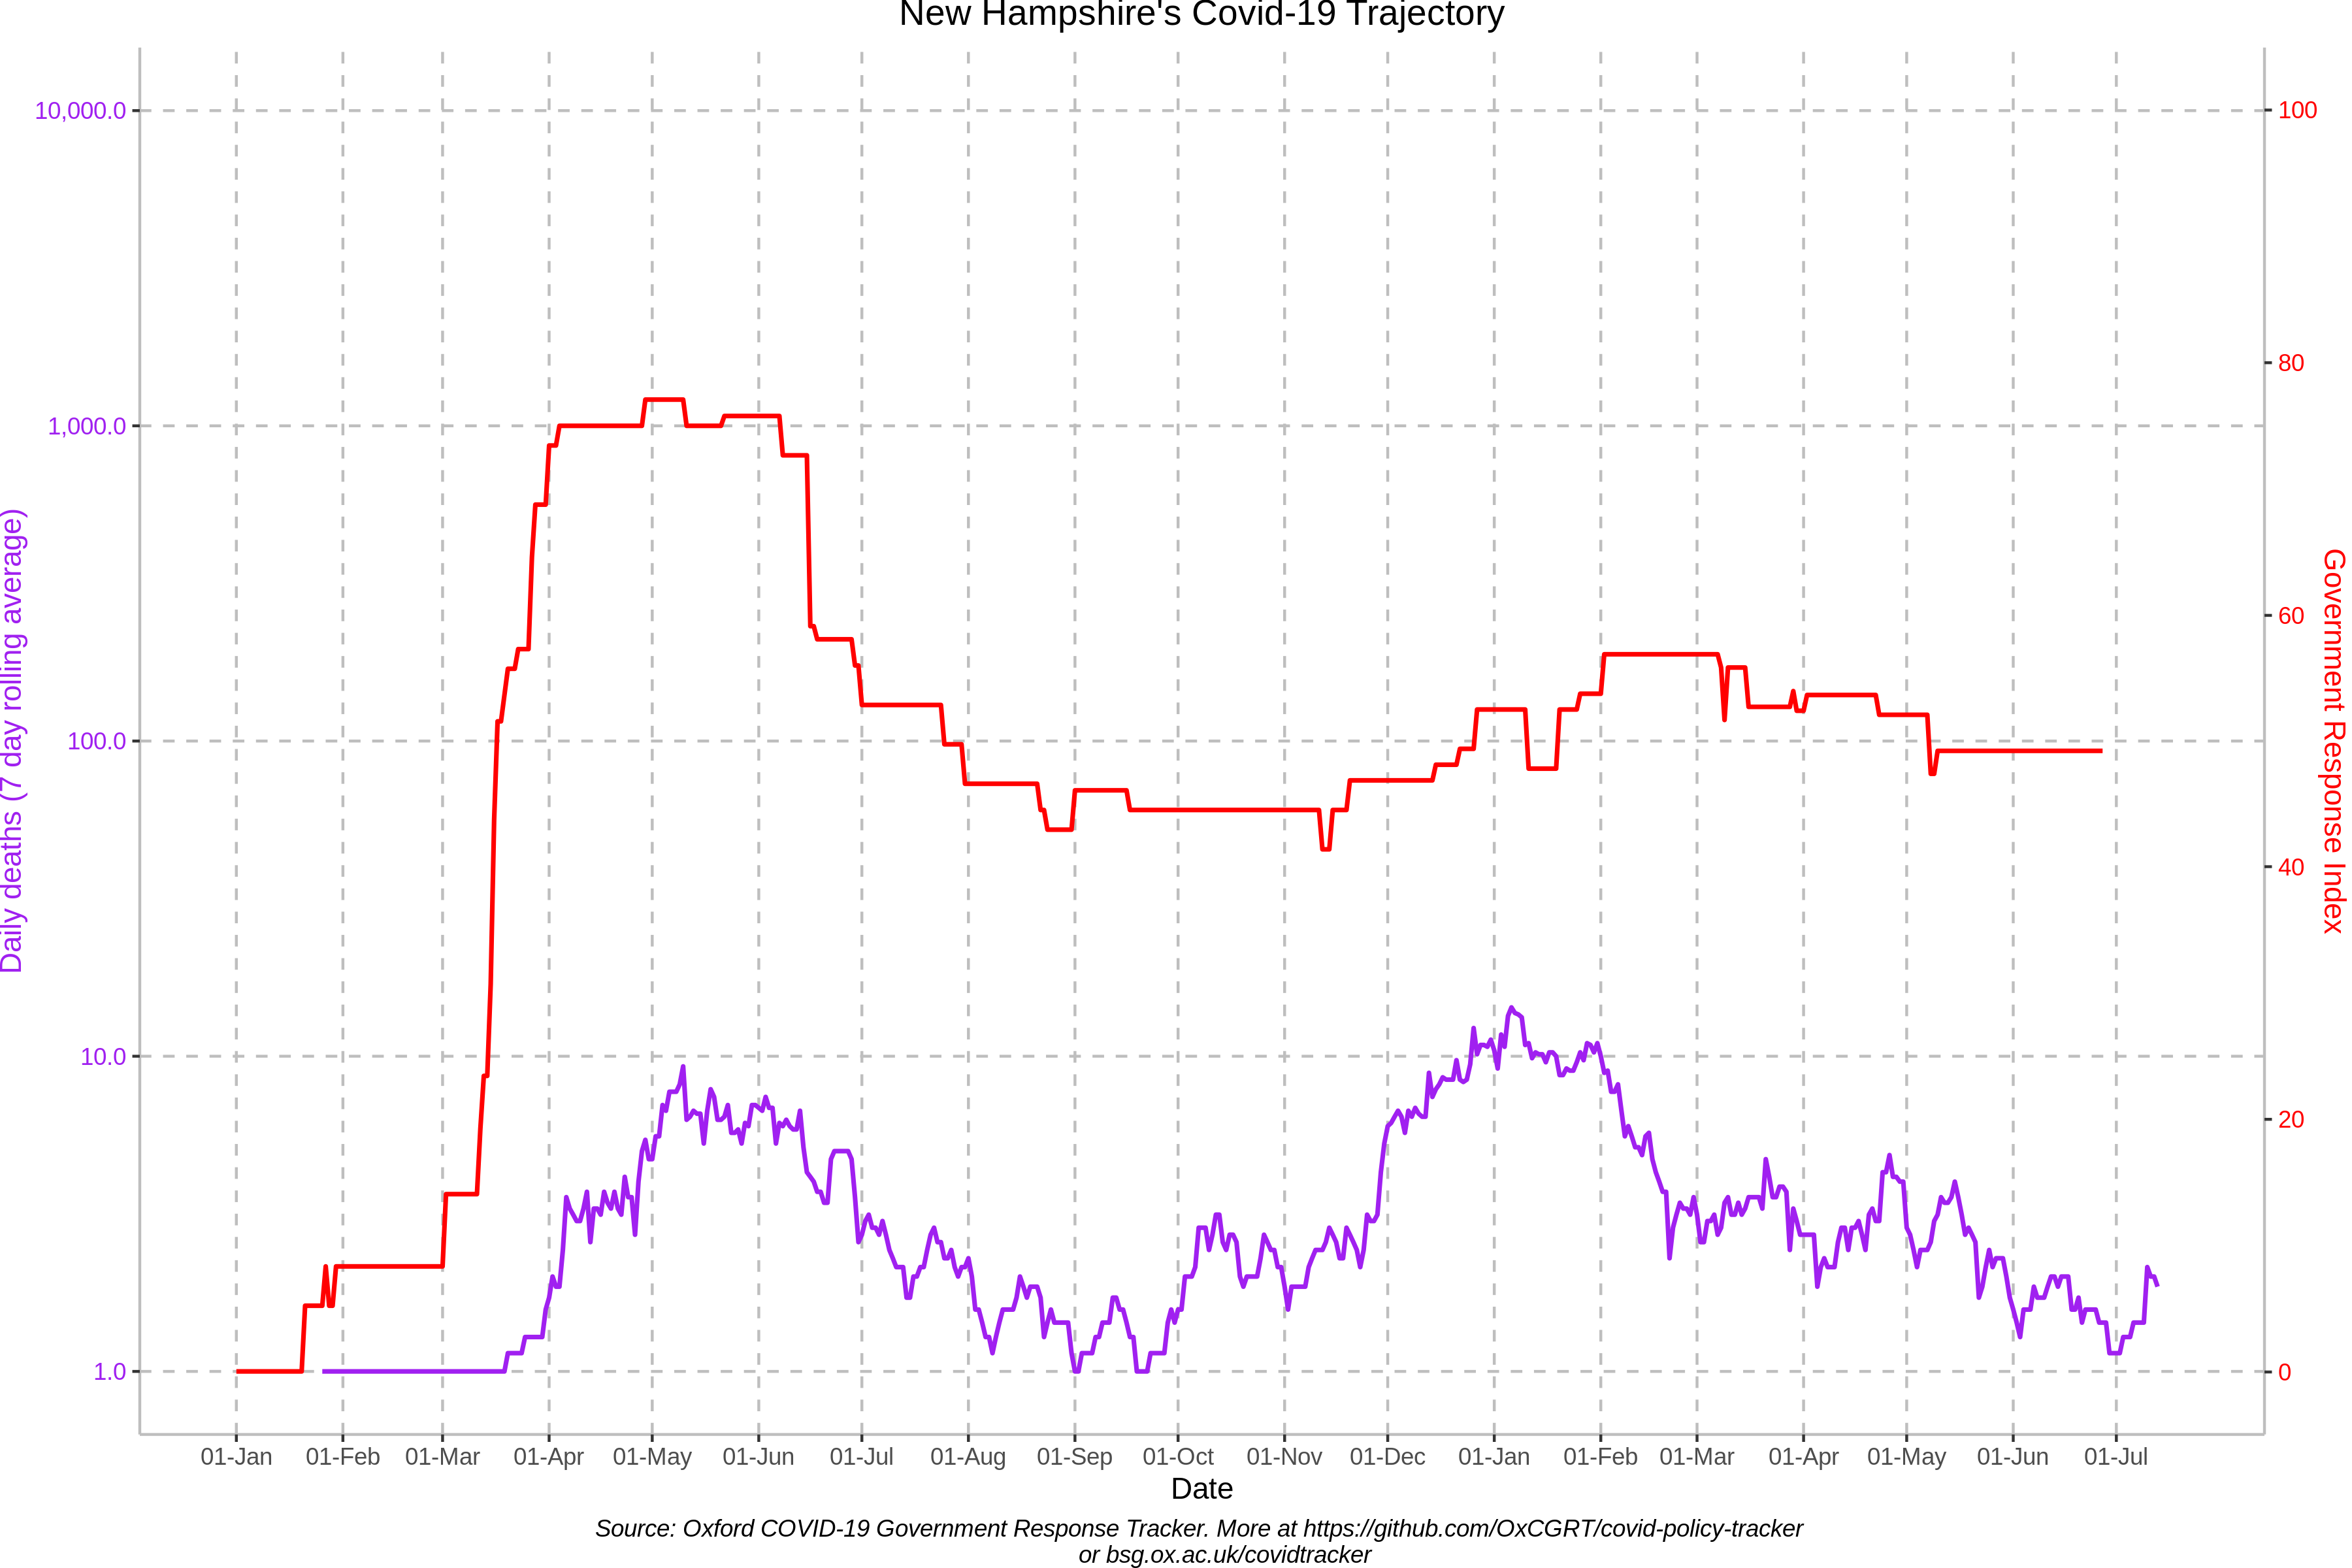 New Hampshire's Covid-19 Trajectory
10,000.0
1,000.0
100.0
10.0
1.0
Daily deaths (7 day rolling average)
100
80
60
40
20
0
Government Response Index
01-Jan 01-Feb 01-Mar 01-Apr 01-May 01-Jun 01-Jul 01-Aug 01-Sep 01-Oct 01-Nov 01-Dec 01-Jan 01-Feb 01-Mar 01-Apr 01-May 01-Jun 01-Jul
Date
Source: Oxford COVID-19 Government Response Tracker. More at https://github.com/OxCGRT/covid-policy-tracker
or bsg.ox.ac.uk/covidtracker